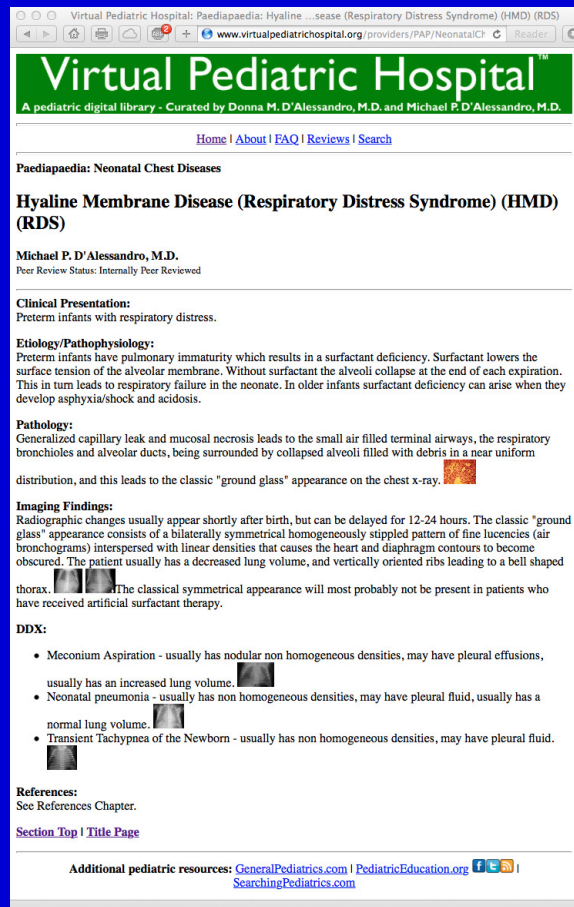 Virtual Pediatric Hospital: Paediapaedia: Hyaline ...sease (Respiratory Distress Syndrome) (HMD) (RDS)
2 www.virtualpediatrichospital.org/providers/PAP/NeonatalCh Reader
Virtual Pediatric Hospital™
A pediatric digital library - Curated by Donna M. D'Alessandro, M.D. and Michael P. D'Alessandro, M.D.
Home | About | FAQ | Reviews | Search
Paediapaedia: Neonatal Chest Diseases
Hyaline Membrane Disease (Respiratory Distress Syndrome) (HMD)
(RDS)
Michael P. D'Alessandro, M.D.
Peer Review Status: Internally Peer Reviewed
Clinical Presentation:
Preterm infants with respiratory distress.
Etiology/Pathophysiology:
Preterm infants have pulmonary immaturity which results in a surfactant deficiency. Surfactant lowers the
surface tension of the alveolar membrane. Without surfactant the alveoli collapse at the end of each expiration.
This in turn leads to respiratory failure in the neonate. In older infants surfactant deficiency can arise when they
develop asphyxia/shock and acidosis.
Pathology:
Generalized capillary leak and mucosal necrosis leads to the small air filled terminal airways, the respiratory
bronchioles and alveolar ducts, being surrounded by collapsed alveoli filled with debris in a near uniform
distribution, and this leads to the classic "ground glass" appearance on the chest x-ray.
Imaging Findings:
Radiographic changes usually appear shortly after birth, but can be delayed for 12-24 hours. The classic "ground
glass" appearance consists of a bilaterally symmetrical homogeneously stippled pattern of fine lucencies (air
bronchograms) interspersed with linear densities that causes the heart and diaphragm contours to become
obscured. The patient usually has a decreased lung volume, and vertically oriented ribs leading to a bell shaped
thorax. The classical symmetrical appearance will most probably not be present in patients who
have received artificial surfactant therapy.
DDX:
• Meconium Aspiration - usually has nodular non homogeneous densities, may have pleural effusions,
usually has an increased lung volume.
• Neonatal pneumonia - usually has non homogeneous densities, may have pleural fluid, usually has a
normal lung volume.
• Transient Tachypnea of the Newborn - usually has non homogeneous densities, may have pleural fluid.
References:
See References Chapter.
Section Top | Title Page
Additional pediatric resources: GeneralPediatrics.com | PediatricEducation.org |
SearchingPediatrics.com